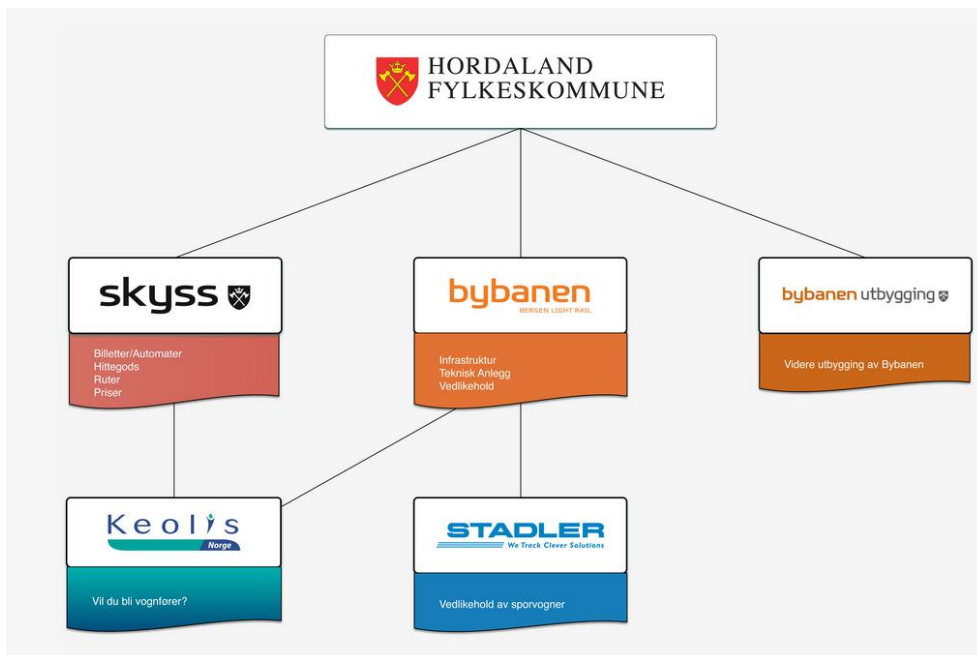 HORDALAND
FYLKESKOMMUNE
skyss
Billetter/Automater
Hittegods
Ruter
Priser
bybanen
BERGEN LIGHT RAIL
Infrastruktur
Teknisk Anlegg
Vedlikehold
bybanen utbygging
Videre utbygging av Bybanen
Keolis
Norge
Vil du bli vognfører?
STADLER
We Track Clever Solutions
Vedlikehold av sporvogner